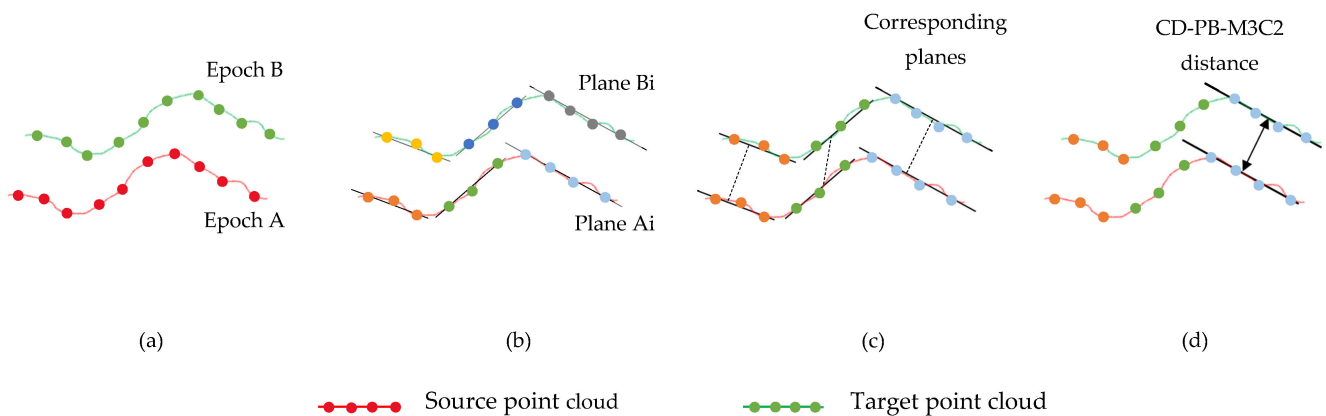 Epoch B
Epoch A
Plane Bi
Plane Ai
Corresponding
planes
CD-PB-M3C2
distance
(a)
(b)
(c)
(d)
Source point cloud
Target point cloud